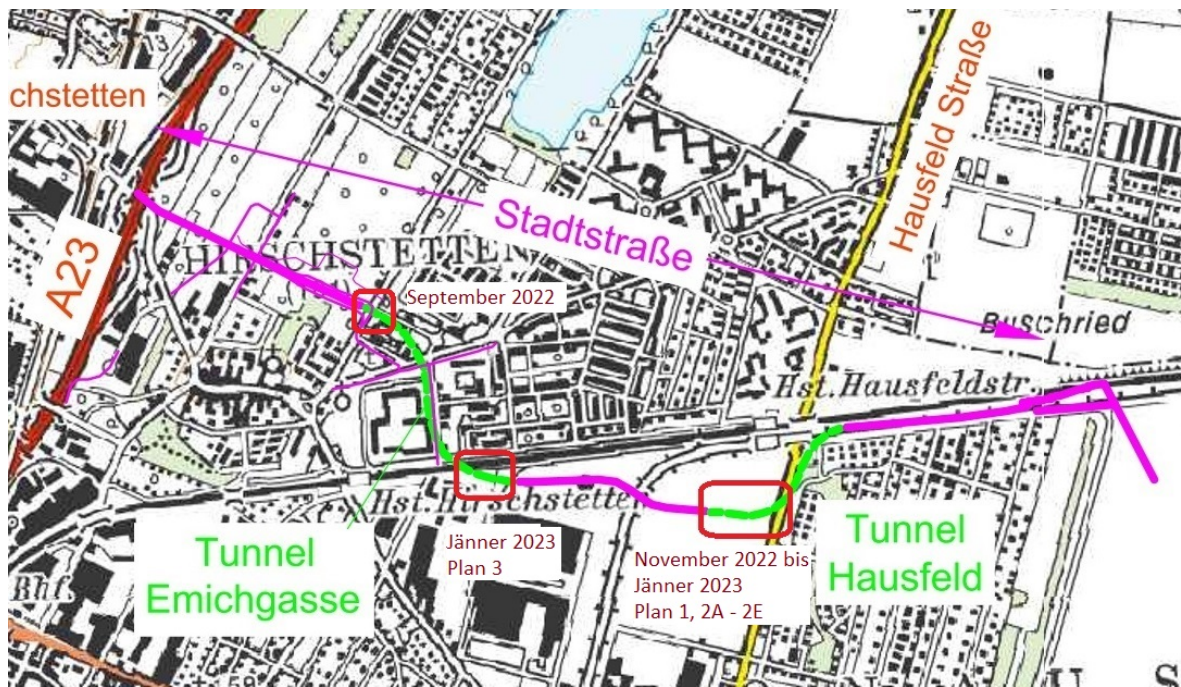 chstetten
A23
Stadtstraße
Hausfeld Straße
HIRSCHSTETTEN
September 2022
Buschried
Hst. Hausfeldstr.
Hst. Hirschstetten
Tunnel
Emichgasse
Jänner 2023
Plan 3
November 2022 bis
Jänner 2023
Plan 1, 2A - 2E
Tunnel
Hausfeld
Bhf.
U S